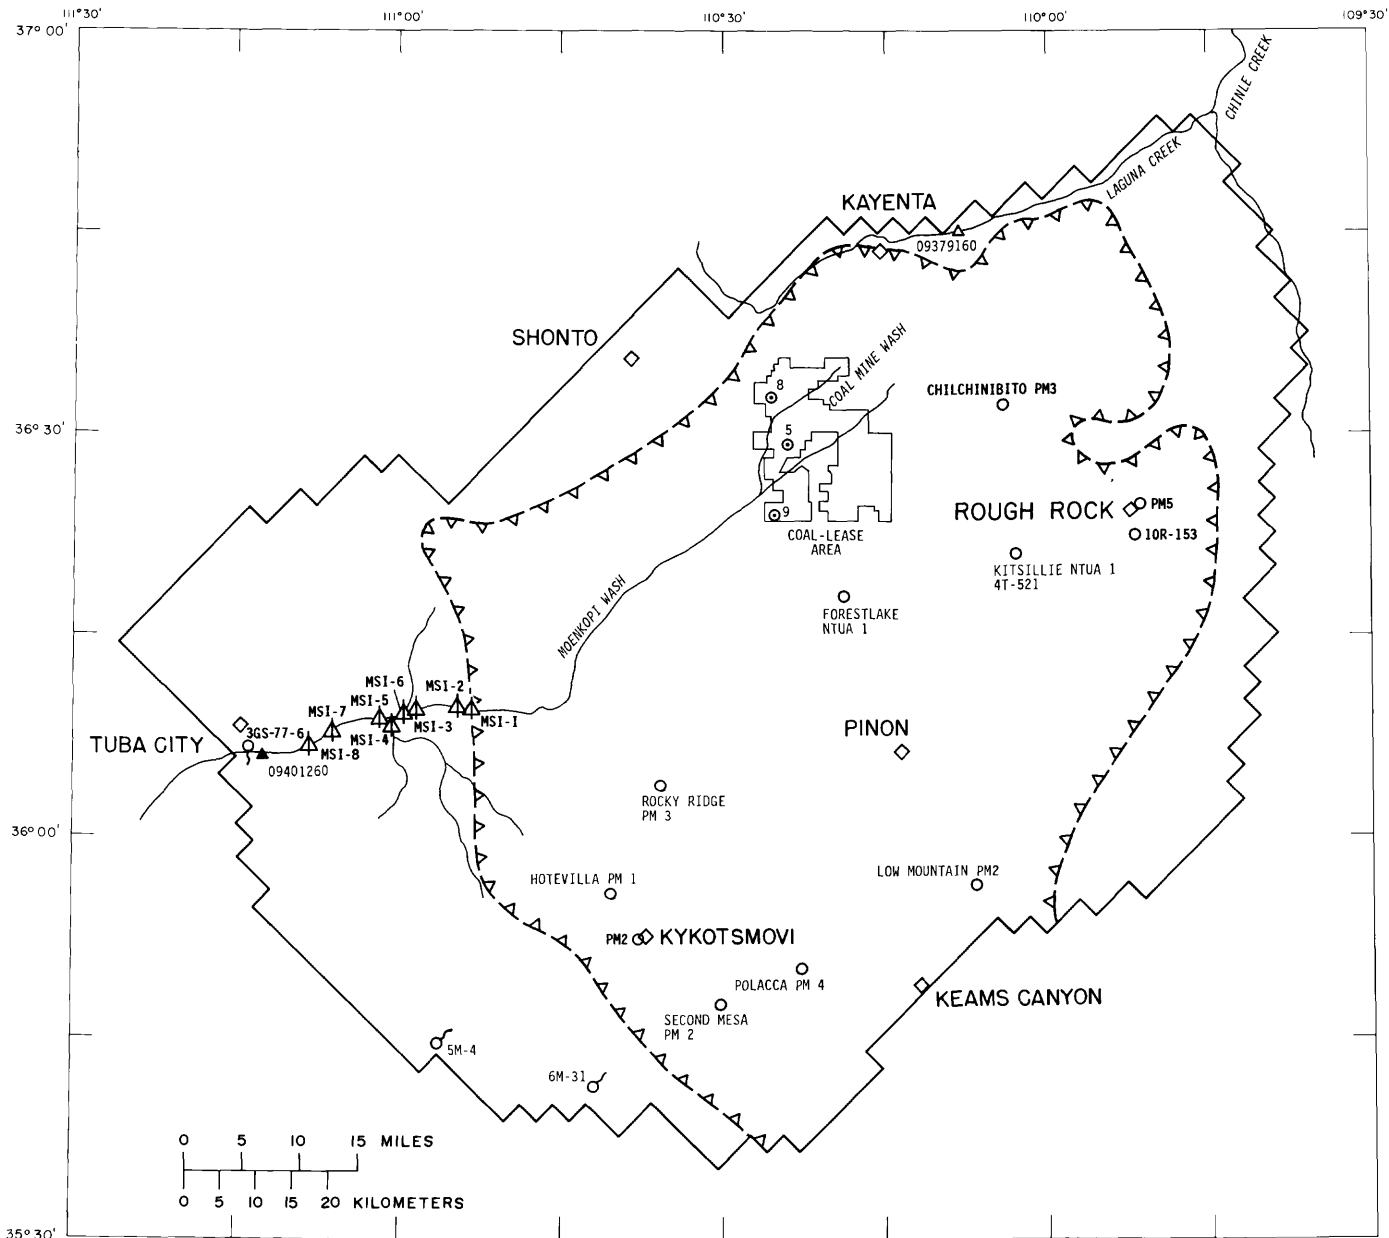 111°30'
111°00'
110°30'
110°00'
109°30'
37°00'
CHINLE CREEK
LAGUNA CREEK
KAYENTA
09379160
SHONTO
COAL MINE WASH
8
CHILCHINIBITO PM3
36°30'
5
ROUGH ROCK
PM5
9
10R-153
COAL-LEASE
AREA
KITSILLIE NTUA 1
4T-521
FORESTLAKE
NTUA 1
MOENKOPI WASH
MSI-6
MSI-2
MSI-5
MSI-7
MSI-3
MSI-1
MSI-4
3GS-77-6
MSI-8
TUBA CITY
09401260
PINON
ROCKY RIDGE
PM 3
36°00'
LOW MOUNTAIN PM2
HOTEVILLA PM 1
PM2
KYKOTSMOVI
POLACCA PM 4
KEAMS CANYON
SECOND MESA
PM 2
5M-4
6M-31
0 5 10 15 MILES
0 5 10 15 20 KILOMETERS
35°30'